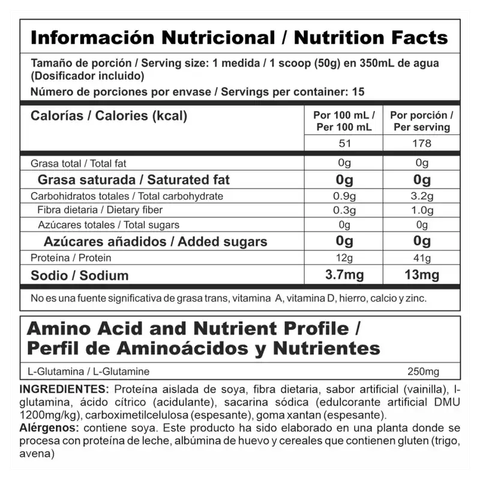 Información Nutricional / Nutrition Facts
Tamaño de porción / Serving size: 1 medida / 1 scoop (50g) en 350mL de agua
(Dosificador incluido)
Número de porciones por envase / Servings per container: 15
Calorías / Calories (kcal)
Por 100 mL / Por porción /
Per 100 mL Per serving
51 178
Grasa total / Total fat 0g 0g
Grasa saturada / Saturated fat 0g 0g
Carbohidratos totales / Total carbohydrate 0.9g 3.2g
Fibra dietaria / Dietary fiber 0.3g 1.0g
Azúcares totales / Total sugars 0g 0g
Azúcares añadidos / Added sugars 0g 0g
Proteína / Protein 12g 41g
Sodio / Sodium 3.7mg 13mg
No es una fuente significativa de grasa trans, vitamina A, vitamina D, hierro, calcio y zinc.
Amino Acid and Nutrient Profile /
Perfil de Aminoácidos y Nutrientes
L-Glutamina / L-Glutamine 250mg
INGREDIENTES: Proteína aislada de soya, fibra dietaria, sabor artificial (vainilla), l-
glutamina, ácido cítrico (acidulante), sacarina sódica (edulcorante artificial DMU
1200mg/kg), carboximetilcelulosa (espesante), goma xantan (espesante).
Alérgenos: contiene soya. Este producto ha sido elaborado en una planta donde se
procesa con proteína de leche, albúmina de huevo y cereales que contienen gluten (trigo,
avena)